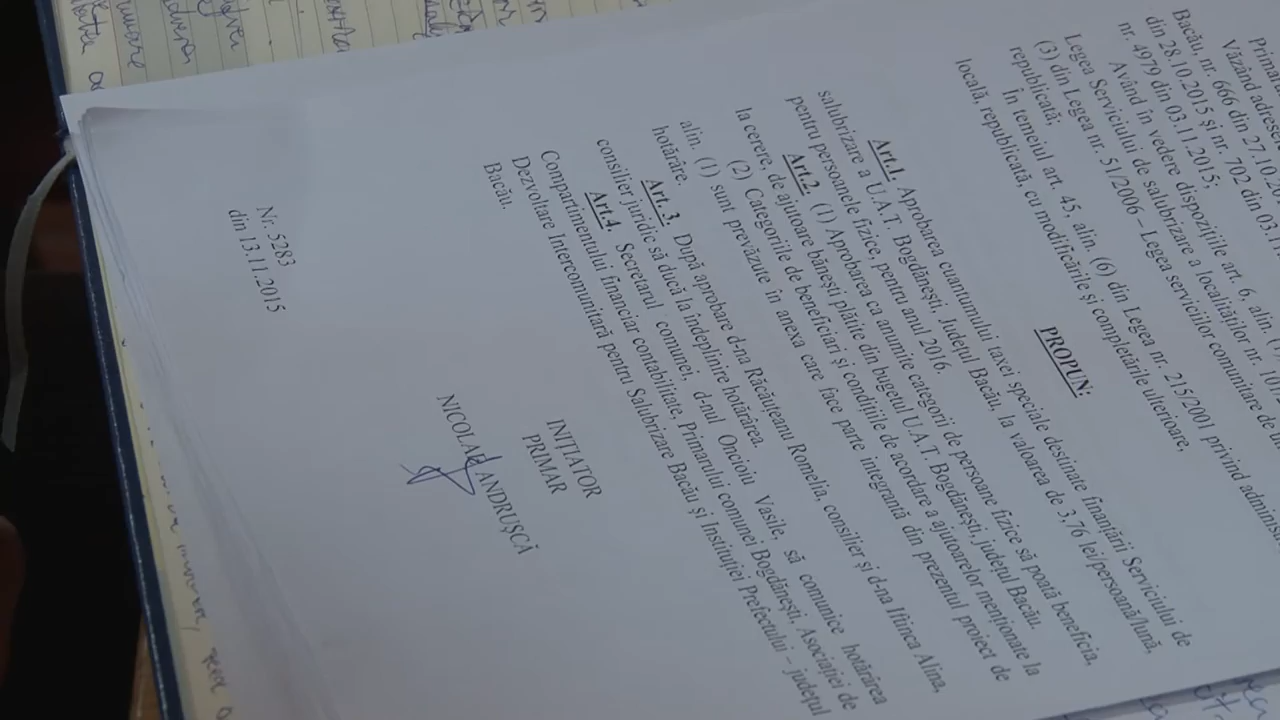 Primarul
Văzând adresele
Bacău, nr. 666 din 27.10.20
din 28.10.2015 și nr. 702 din 03.11
nr. 4979 din 03.11.2015;
Având în vedere dispozițiile art. 6, alin. (1)
Legea Serviciului de salubrizare a localităților nr. 101
(3) din Legea nr. 51/2006 – Legea serviciilor comunitare de u
republicată;
În temeiul art. 45, alin. (6) din Legea nr. 215/2001 privind administ
locală, republicată, cu modificările și completările ulterioare,
PROPUN:
Art.1 Aprobarea cuantumului taxei speciale destinate finanțării Serviciului de
salubrizare a U.A.T. Bogdănești, Județul Bacău, la valoarea de 3,76 lei/persoană/lună,
pentru persoanele fizice, pentru anul 2016.
Art.2. (1) Aprobarea ca anumite categorii de persoane fizice să poată beneficia,
la cerere, de ajutoare bănești plătite din bugetul U.A.T. Bogdănești, județul Bacău.
(2) Categoriile de beneficiari și condițiile de acordare a ajutoarelor menționate la
alin. (1) sunt prevăzute în anexa care face parte integrantă din prezentul proiect de
hotărâre.
Art. 3. După aprobare d-na Răcăuțeanu Romelia, consilier și d-na Iftinca Alina,
consilier juridic să ducă la îndeplinire hotărârea.
Art.4. Secretarul comunei, d-nul Oncioiu Vasile, să comunice hotărârea
Compartimentului financiar contabilitate, Primarului comunei Bogdănești, Asociației de
Dezvoltare Intercomunitară pentru Salubrizare Bacău și Instituției Prefectului – județul
Bacău.
INIȚIATOR
PRIMAR
NICOLAE ANDRUȘCĂ
Nr. 5283
din 13.11.2015